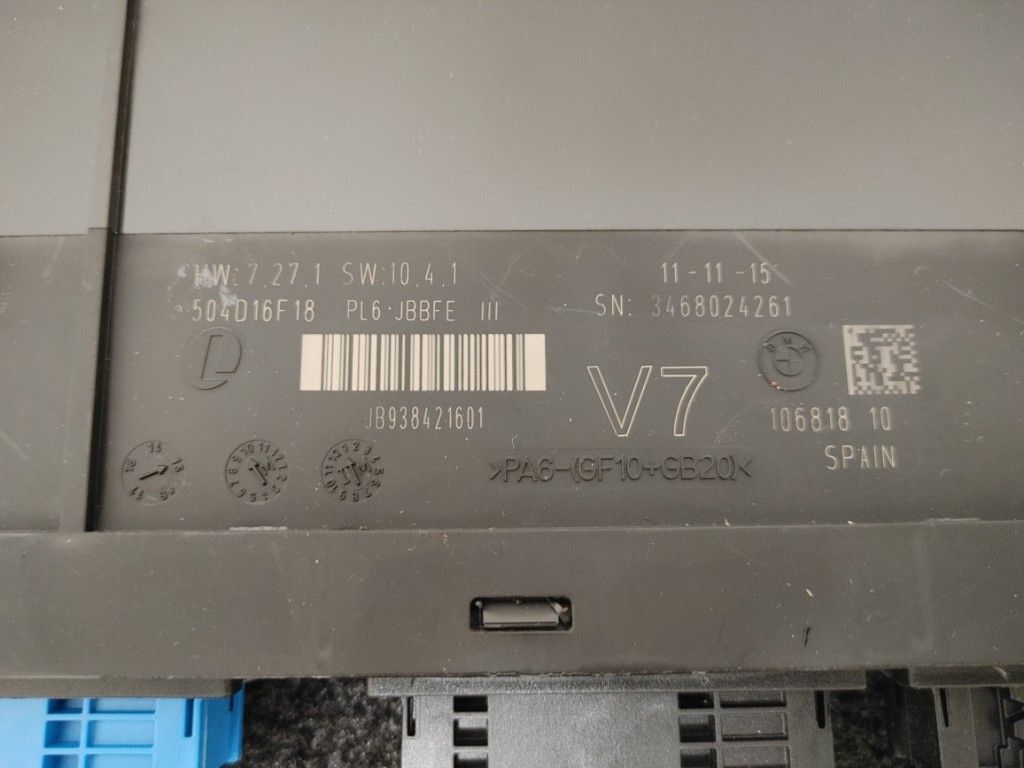 HW:7.27.1 SW:10.4.1
11-11-15
504D16F18 PL6-JBBFE III
SN: 3468024261
BMW
V7
JB938421601
106818 10
SPAIN
>PA6-(GF10+GB20)<